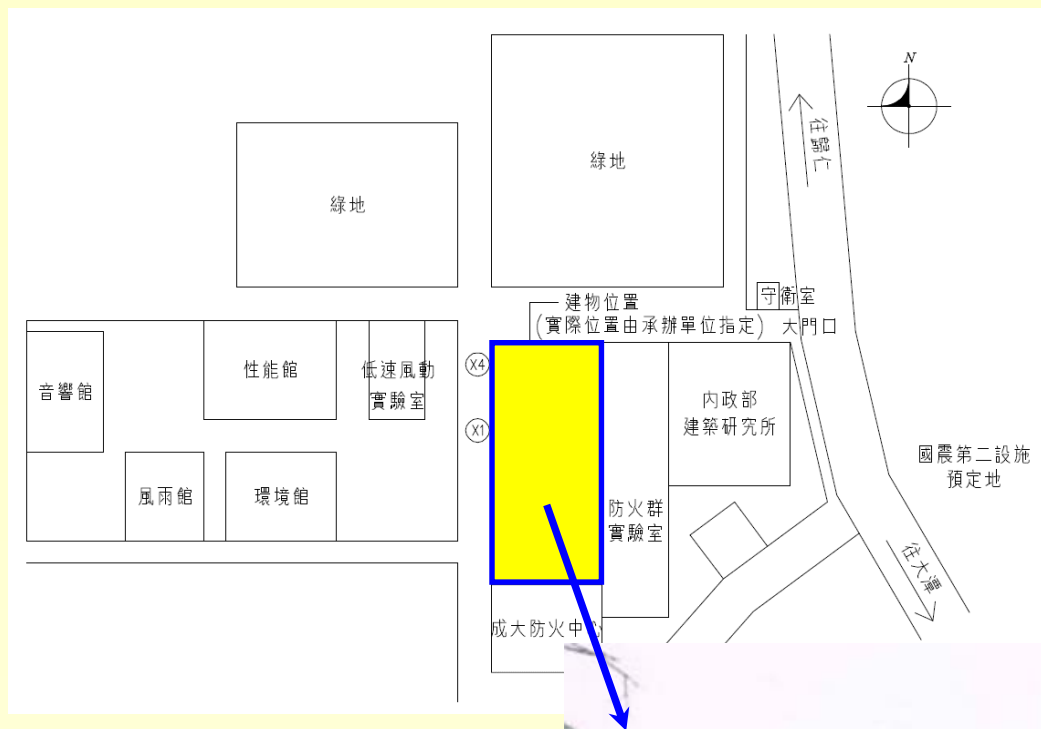 N
往歸仁
綠地
綠地
守衛室
大門口
建物位置
(實際位置由承辦單位指定)
音響館
性能館
低速風動
實驗室
X4
X1
內政部
建築研究所
國震第二設施
預定地
風雨館
環境館
防火群
實驗室
往大潭
成大防火中心